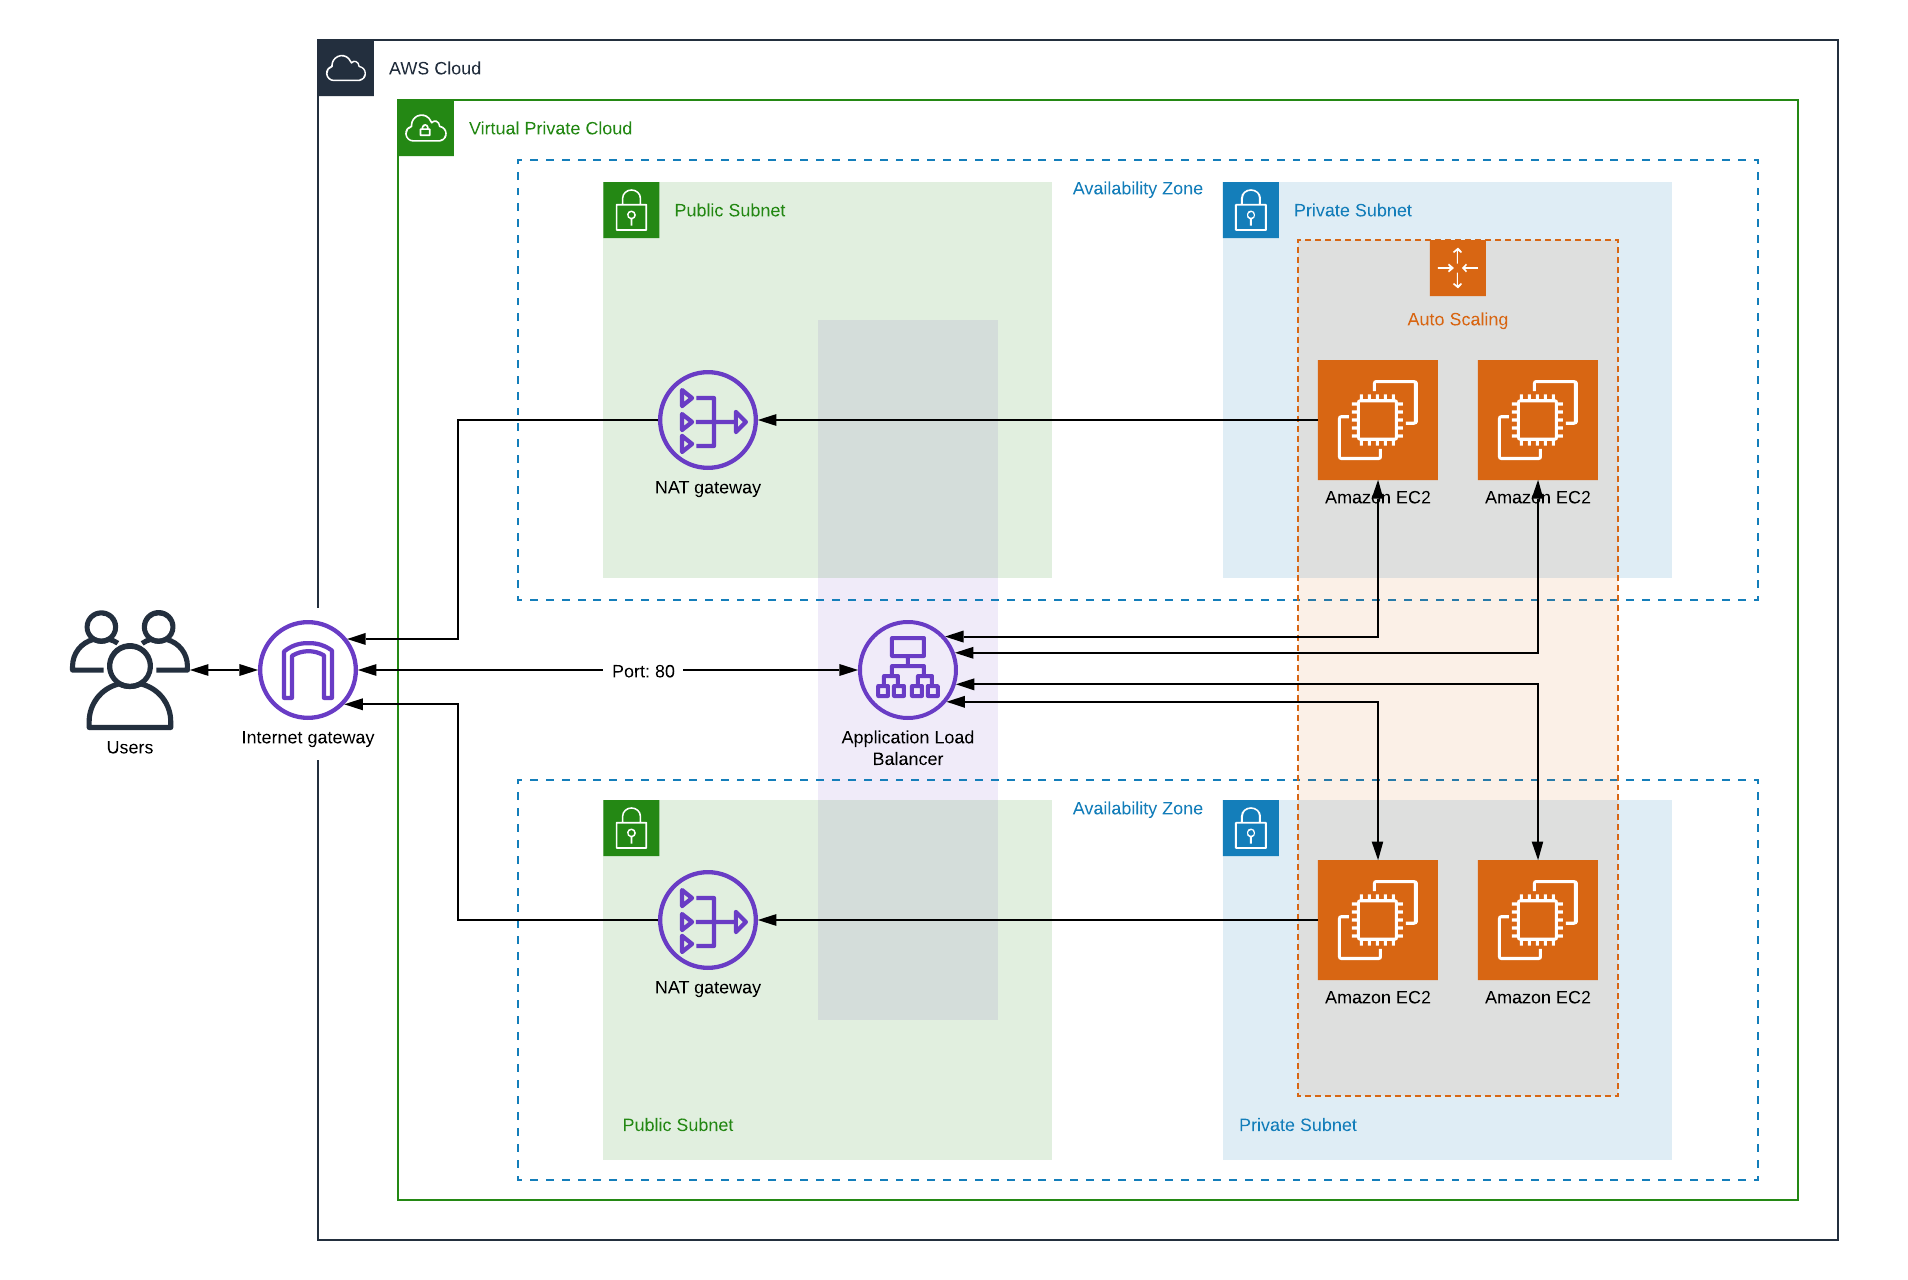 AWS Cloud
Virtual Private Cloud
Availability Zone
Public Subnet
Private Subnet
Auto Scaling
NAT gateway
Amazon EC2
Amazon EC2
Port: 80
Users
Internet gateway
Application Load
Balancer
Availability Zone
NAT gateway
Amazon EC2
Amazon EC2
Public Subnet
Private Subnet